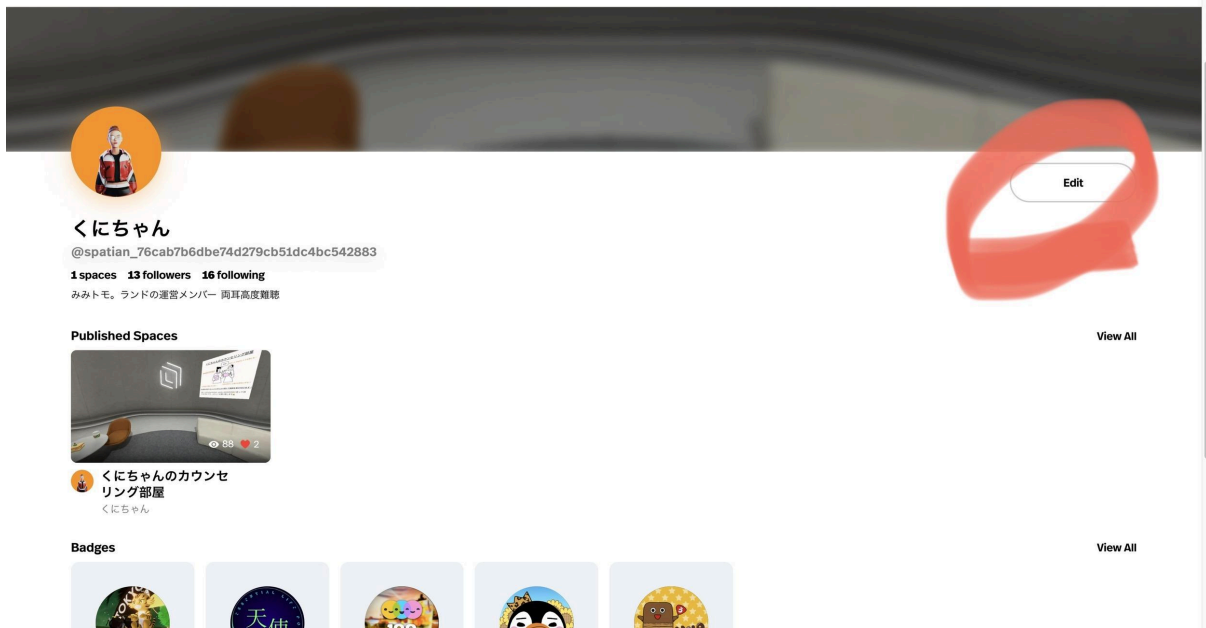 Edit
くにちゃん
@spatian_76cab7b6dbe74d279cb51dc4bc542883
1 spaces 13 followers 16 following
みみトモ。ランドの運営メンバー 両耳高度難聴
Published Spaces
View All
88 2
くにちゃんのカウンセ
リング部屋
くにちゃん
Badges
View All
TOKYO
天使